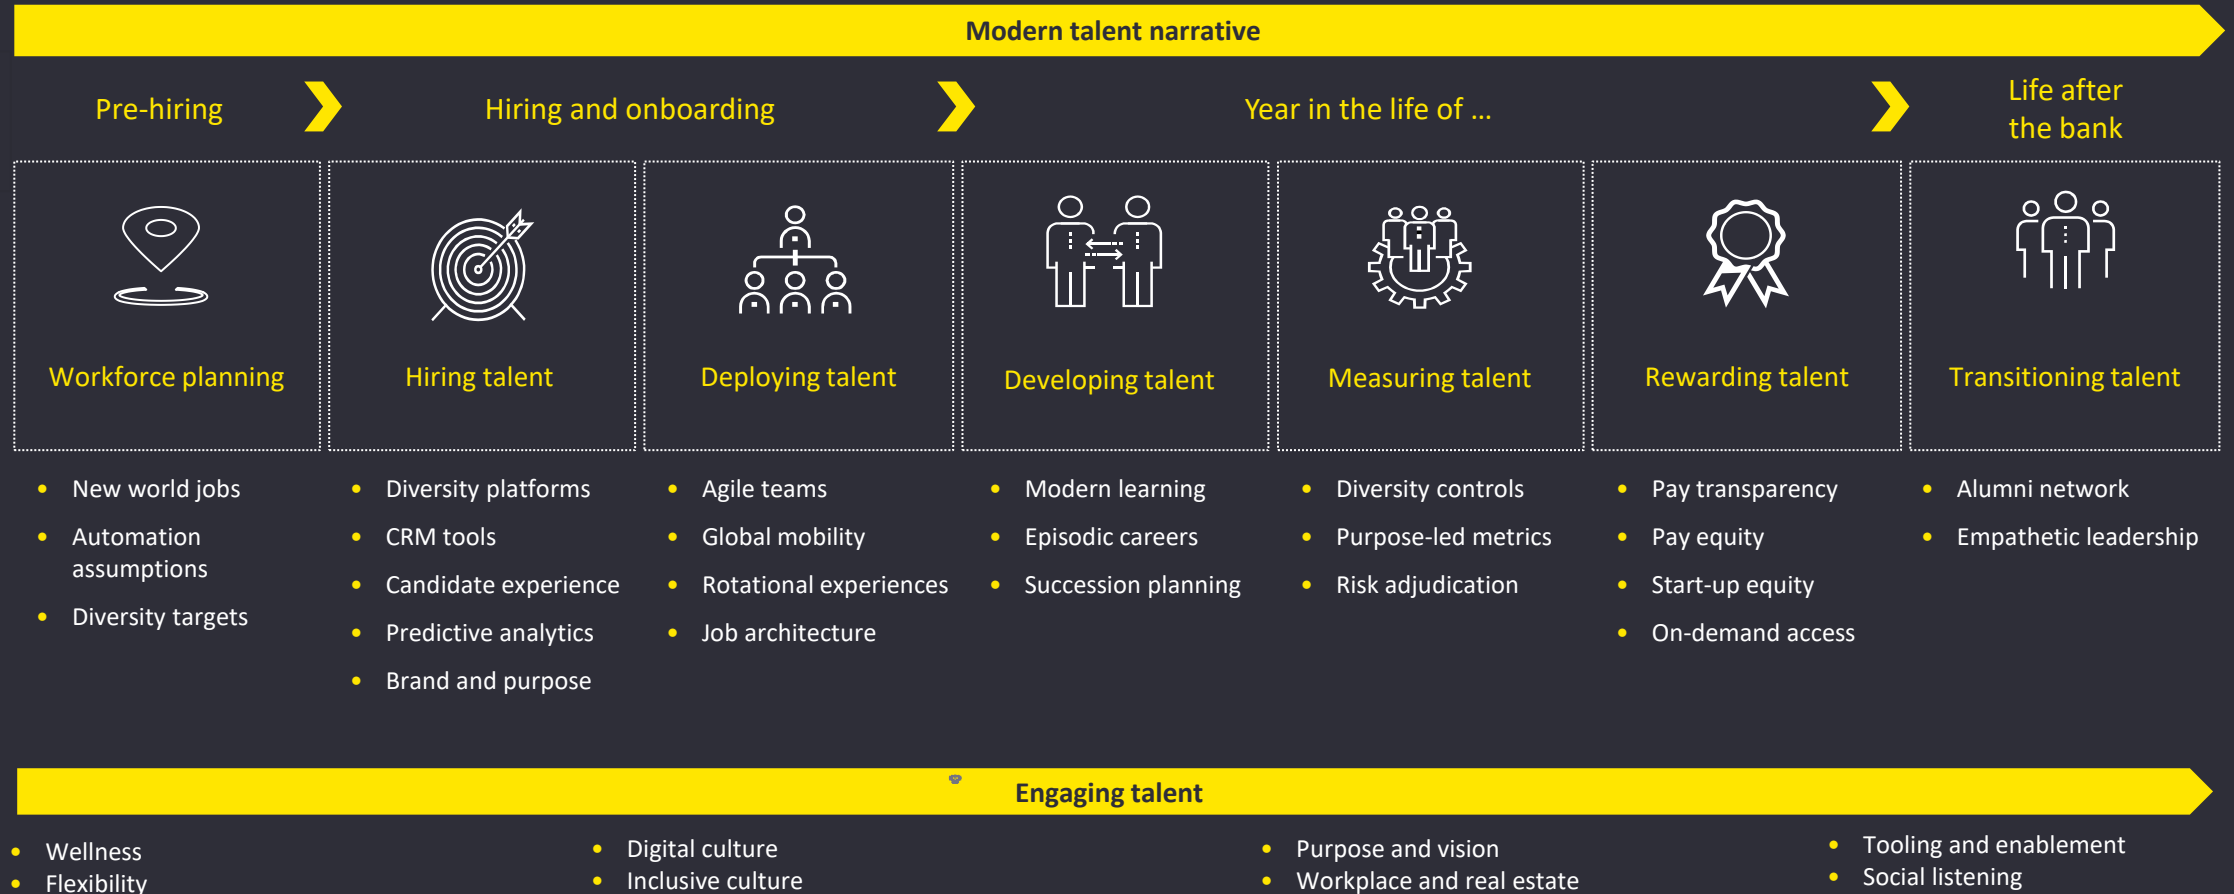 Modern talent narrative
Pre-hiring
Hiring and onboarding
Year in the life of ...
Life after
the bank
Workforce planning
Hiring talent
Deploying talent
Developing talent
Measuring talent
Rewarding talent
Transitioning talent
• New world jobs
• Automation
assumptions
• Diversity targets
• Diversity platforms
• CRM tools
• Candidate experience
• Predictive analytics
• Brand and purpose
• Agile teams
• Global mobility
• Rotational experiences
• Job architecture
• Modern learning
• Episodic careers
• Succession planning
• Diversity controls
• Purpose-led metrics
• Risk adjudication
• Pay transparency
• Pay equity
• Start-up equity
• On-demand access
• Alumni network
• Empathetic leadership
Engaging talent
• Wellness
• Flexibility
• Digital culture
• Inclusive culture
• Purpose and vision
• Workplace and real estate
• Tooling and enablement
• Social listening